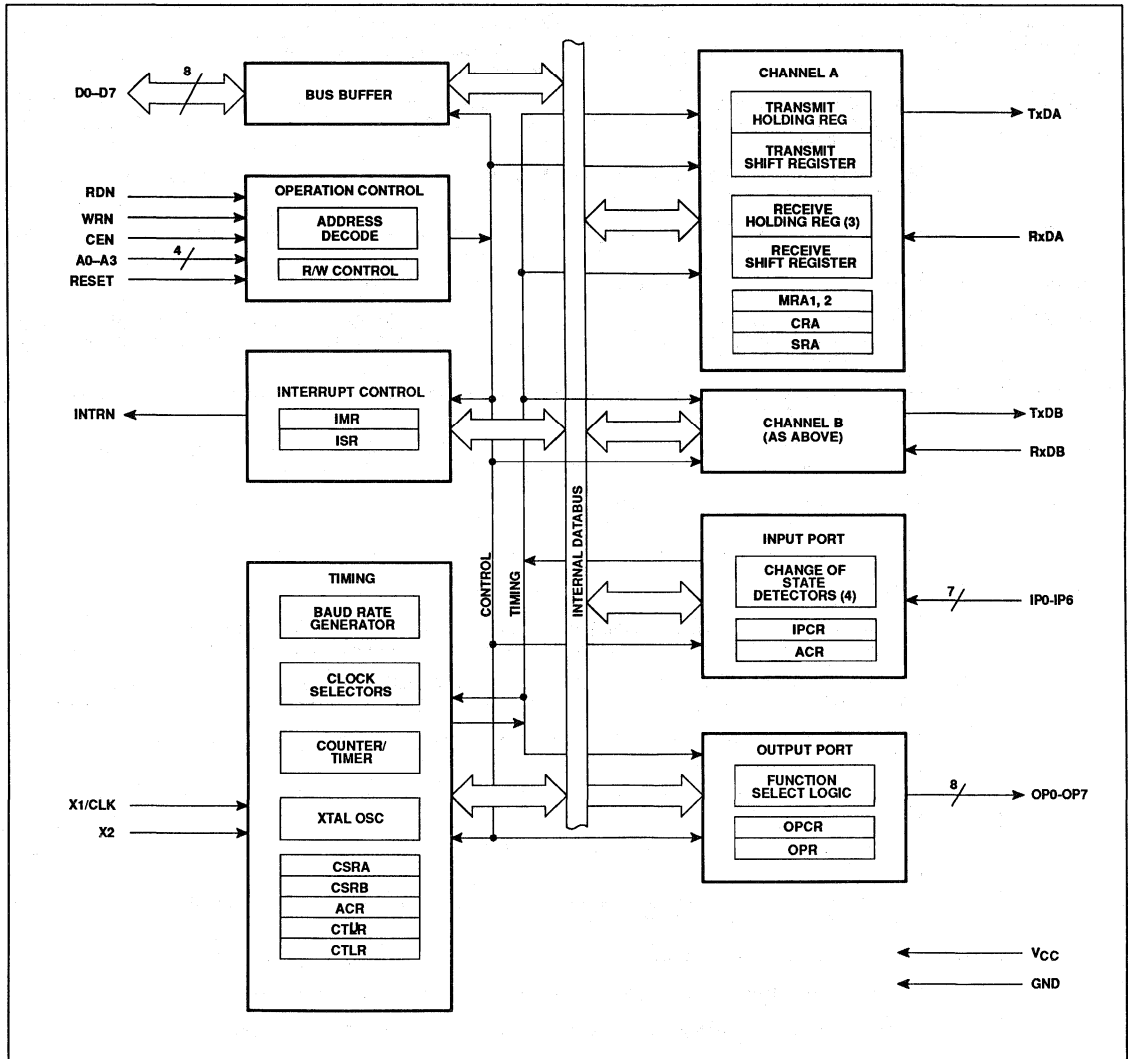 D0–D7
8
BUS BUFFER
RDN
WRN
CEN
A0–A3
4
RESET
OPERATION CONTROL
ADDRESS
DECODE
R/W CONTROL
INTRN
INTERRUPT CONTROL
IMR
ISR
TIMING
BAUD RATE
GENERATOR
CLOCK
SELECTORS
COUNTER/
TIMER
X1/CLK
X2
XTAL OSC
CSRA
CSRB
ACR
CTLR
CONTROL
TIMING
INTERNAL DATABUS
CHANNEL A
TRANSMIT
HOLDING REG
TRANSMIT
SHIFT REGISTER
RECEIVE
HOLDING REG (3)
RECEIVE
SHIFT REGISTER
MRA1, 2
CRA
SRA
TxDA
RxDA
CHANNEL B
(AS ABOVE)
TxDB
RxDB
INPUT PORT
CHANGE OF
STATE
DETECTORS (4)
IPCR
ACR
7
IP0-IP6
OUTPUT PORT
FUNCTION
SELECT LOGIC
OPCR
OPR
8
OP0-OP7
VCC
GND